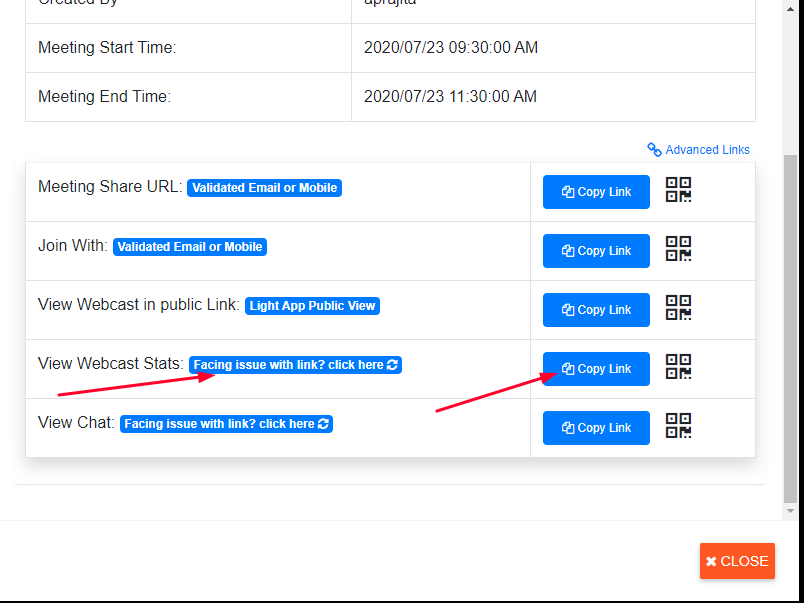 Created By aprajita
Meeting Start Time: 2020/07/23 09:30:00 AM
Meeting End Time: 2020/07/23 11:30:00 AM
Advanced Links
Meeting Share URL: Validated Email or Mobile Copy Link
Join With: Validated Email or Mobile Copy Link
View Webcast in public Link: Light App Public View Copy Link
View Webcast Stats: Facing issue with link? click here Copy Link
View Chat: Facing issue with link? click here Copy Link
CLOSE